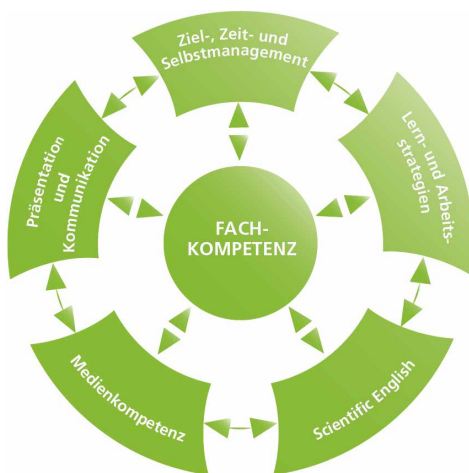 Ziel-, Zeit- und
Selbstmanagement
Lern- und Arbeits-
strategien
Scientific English
Medienkompetenz
Präsentation
und
Kommunikation
FACH-
KOMPETENZ